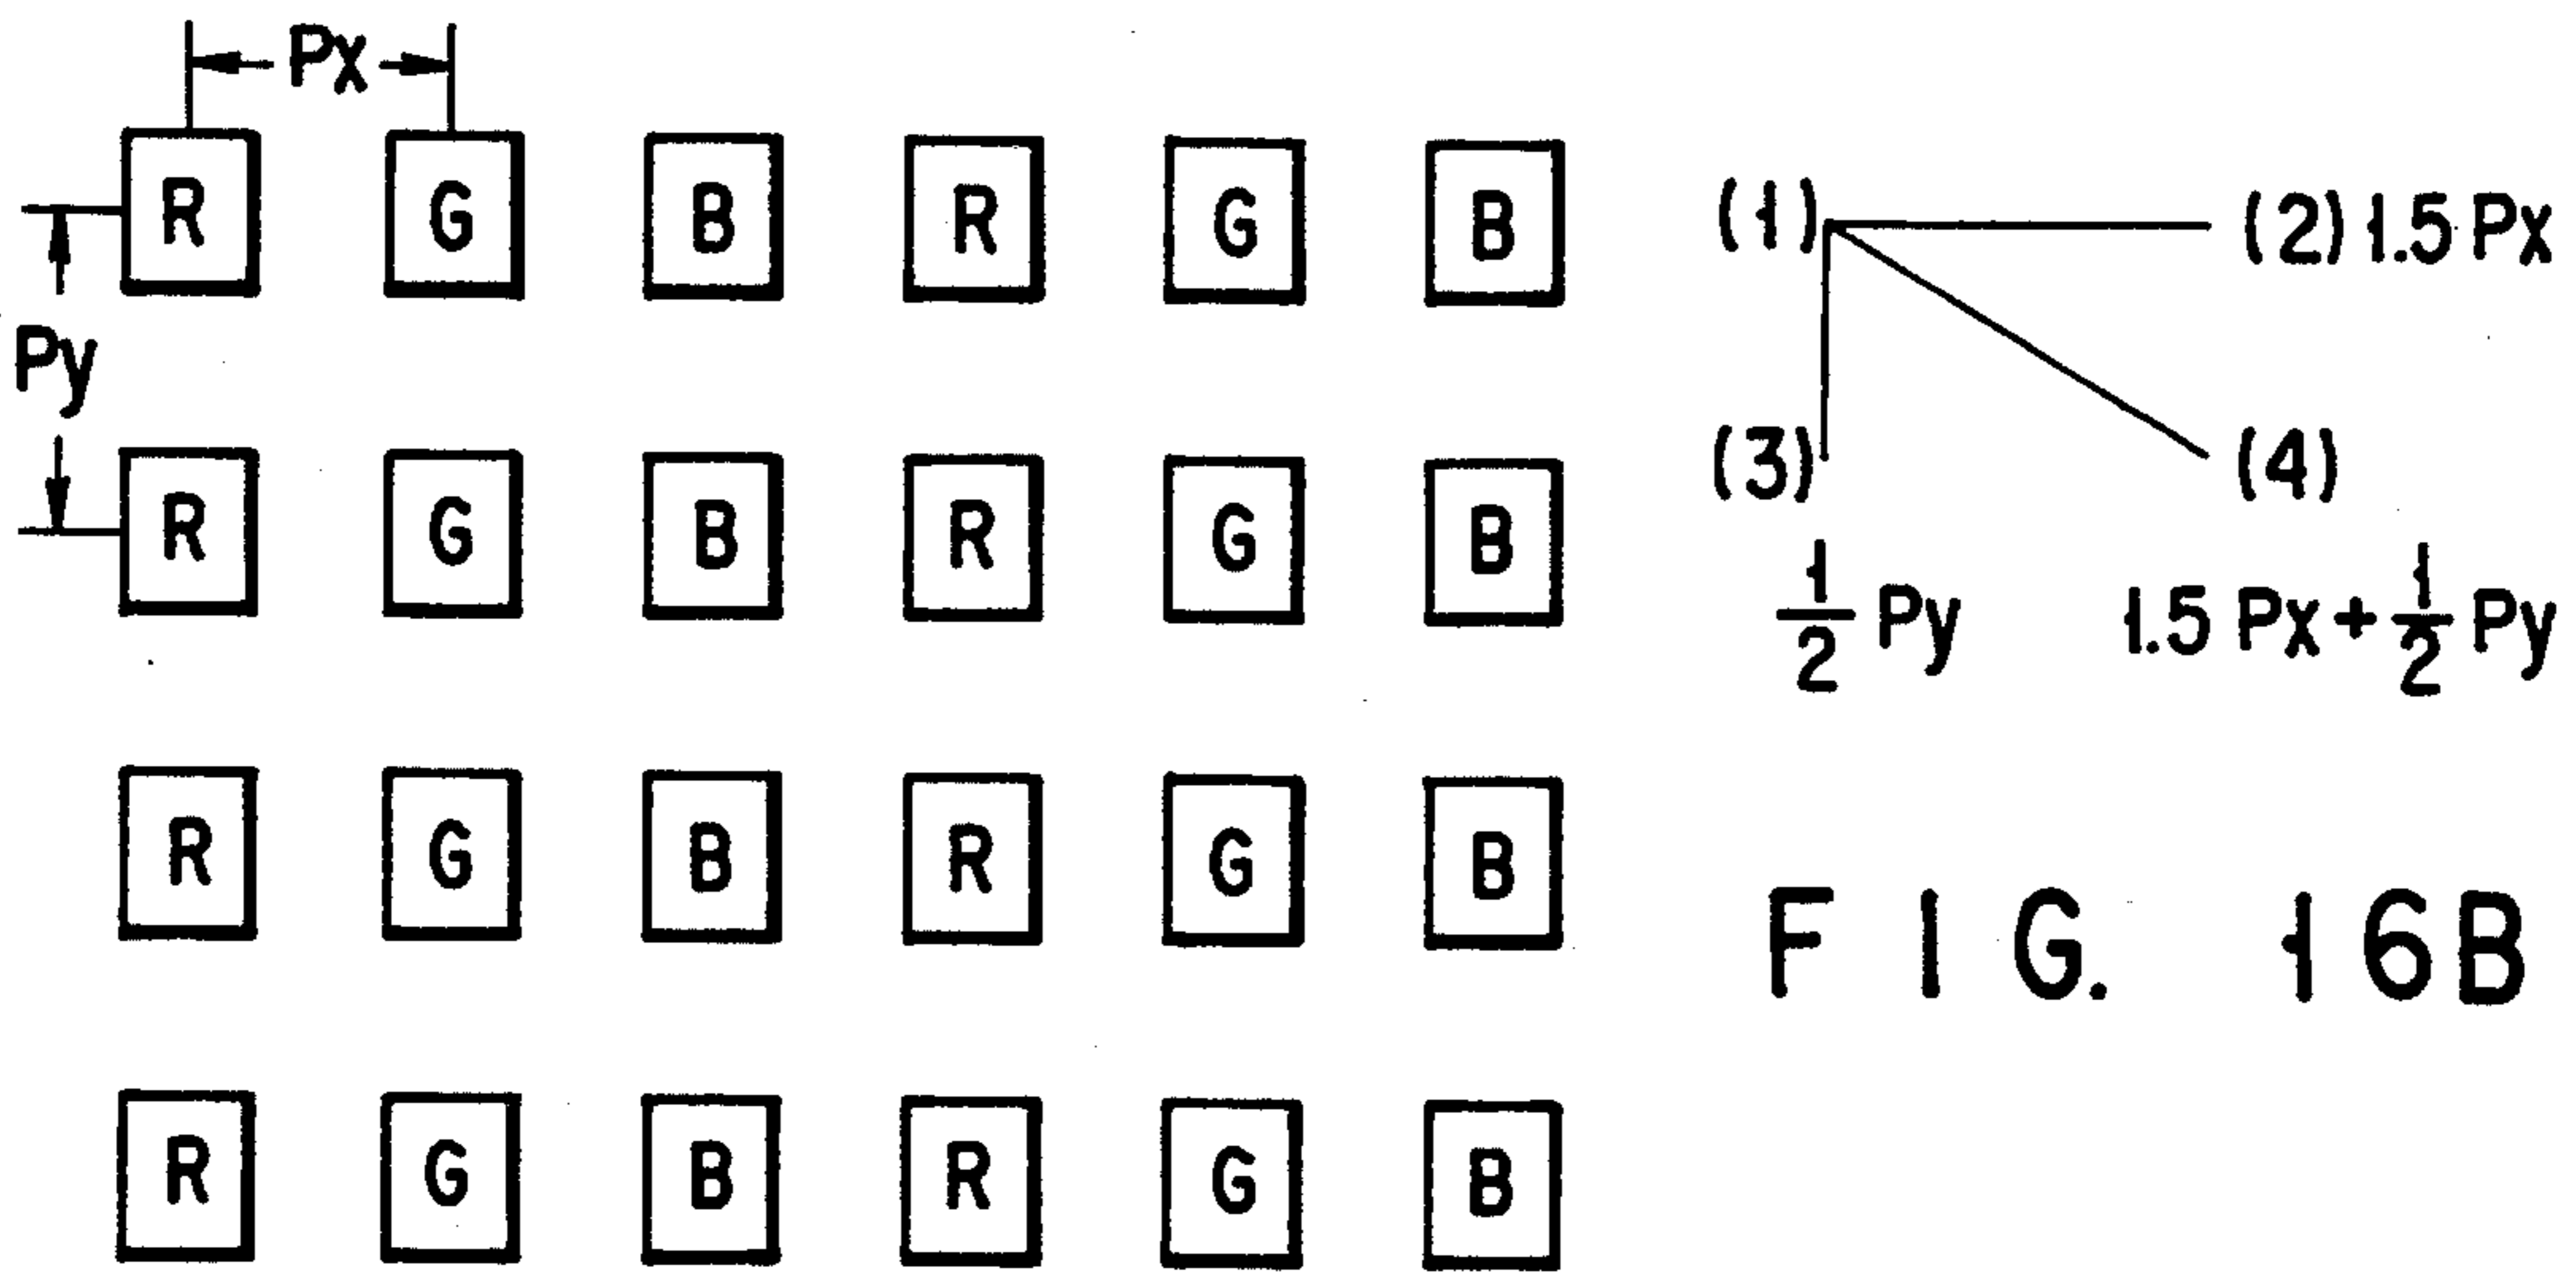 Px
R G B R G B
Py
R G B R G B
R G B R G B
R G B R G B
(1) (2) 1.5 Px
(3) (4)
1/2 Py 1.5 Px + 1/2 Py
FIG. 16B